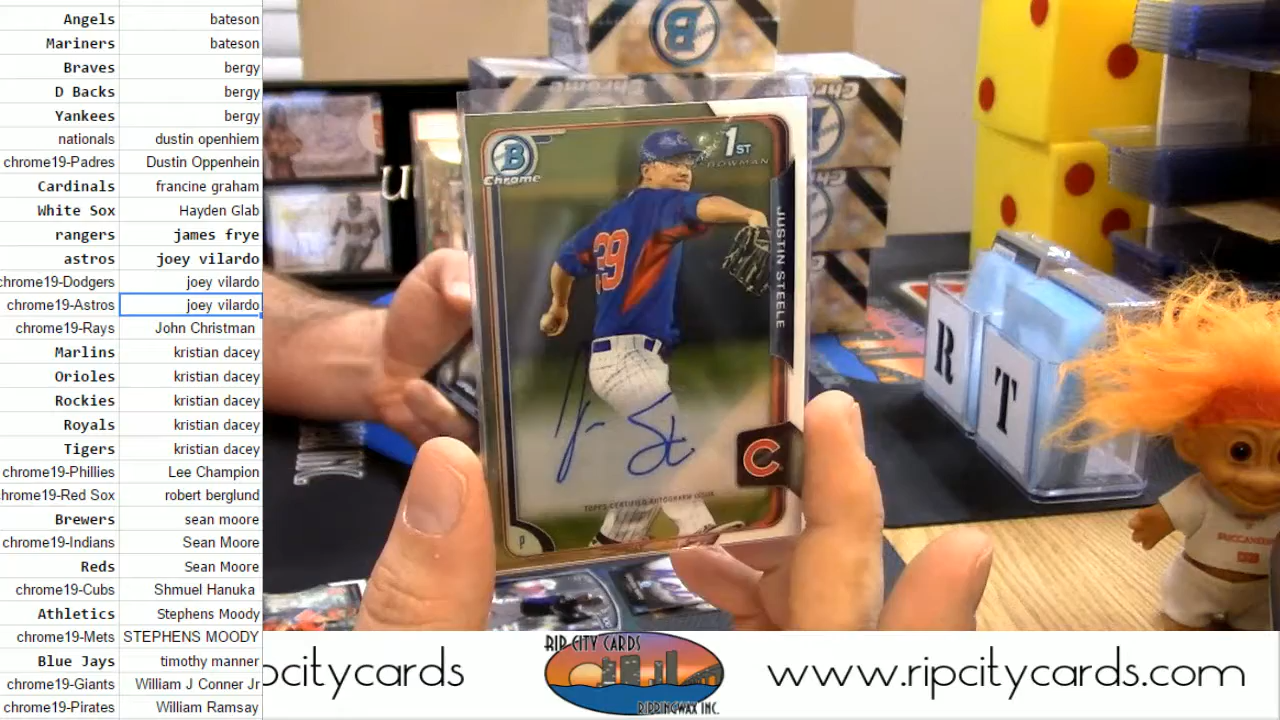 Angels bateson
Mariners bateson
Braves bergy
D Backs bergy
Yankees bergy
nationals dustin openhiem
chrome19-Padres Dustin Oppenhein
Cardinals francine graham
White Sox Hayden Glab
rangers james frye
astros joey vilardo
chrome19-Dodgers joey vilardo
chrome19-Astros joey vilardo
chrome19-Rays John Christman
Marlins kristian dacey
Orioles kristian dacey
Rockies kristian dacey
Royals kristian dacey
Tigers kristian dacey
chrome19-Phillies Lee Champion
hrome19-Red Sox robert berglund
Brewers sean moore
chrome19-Indians Sean Moore
Reds Sean Moore
chrome19-Cubs Shmuel Hanuka
Athletics Stephens Moody
chrome19-Mets STEPHENS MOODY
Blue Jays timothy manner
chrome19-Giants William J Conner Jr
chrome19-Pirates William Ramsay
B
Chrome
u
B
Chrome
1ST
BOWMAN
39
JUSTIN STEELE
C
TOPPS CERTIFIED AUTOGRAPH ISSUE
P
R
T
BUCCANEERS
pcitycards
RIP CITY CARDS
RIPPINGWAX INC.
www.ripcitycards.com